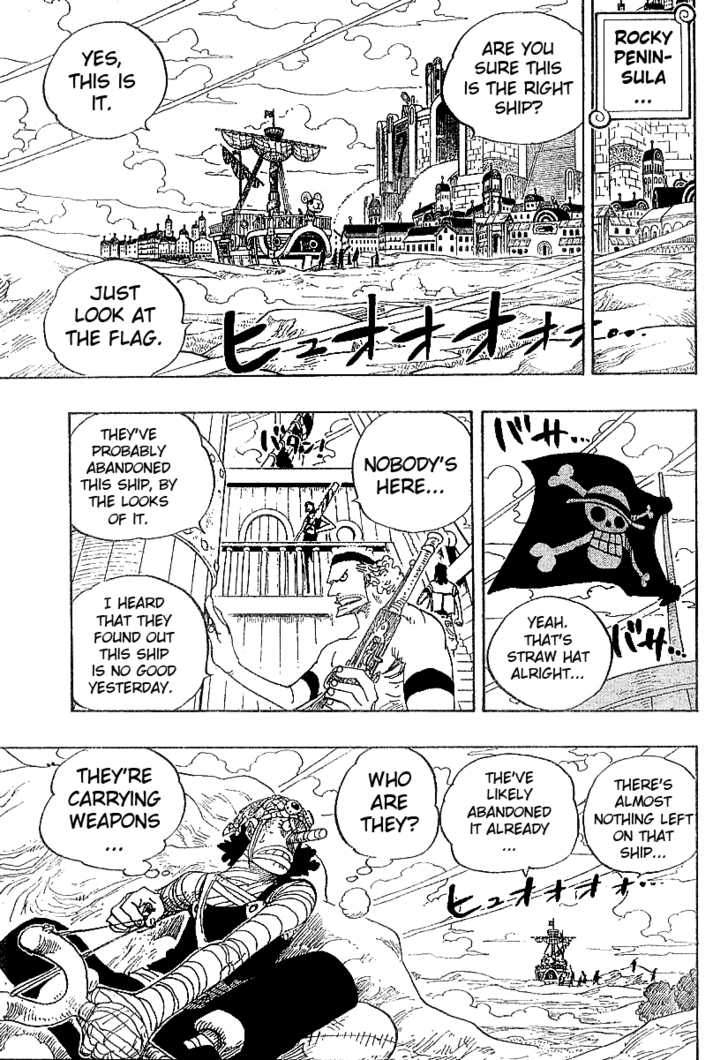 ROCKY
PENIN-
SULA
...
ARE YOU
SURE THIS
IS THE RIGHT
SHIP?
YES,
THIS IS
IT.
JUST
LOOK AT
THE FLAG.
ヒュオオオオォ...
バサ...
YEAH.
THAT'S
STRAW HAT
ALRIGHT...
バサ...
NOBODY'S
HERE...
バタン!
THEY'VE
PROBABLY
ABANDONED
THIS SHIP, BY
THE LOOKS
OF IT.
I HEARD
THAT THEY
FOUND OUT
THIS SHIP
IS NO GOOD
YESTERDAY.
THERE'S
ALMOST
NOTHING LEFT
ON THAT
SHIP...
THE'VE
LIKELY
ABANDONED
IT ALREADY
...
ヒュオオオオ...
WHO
ARE
THEY?
THEY'RE
CARRYING
WEAPONS
...